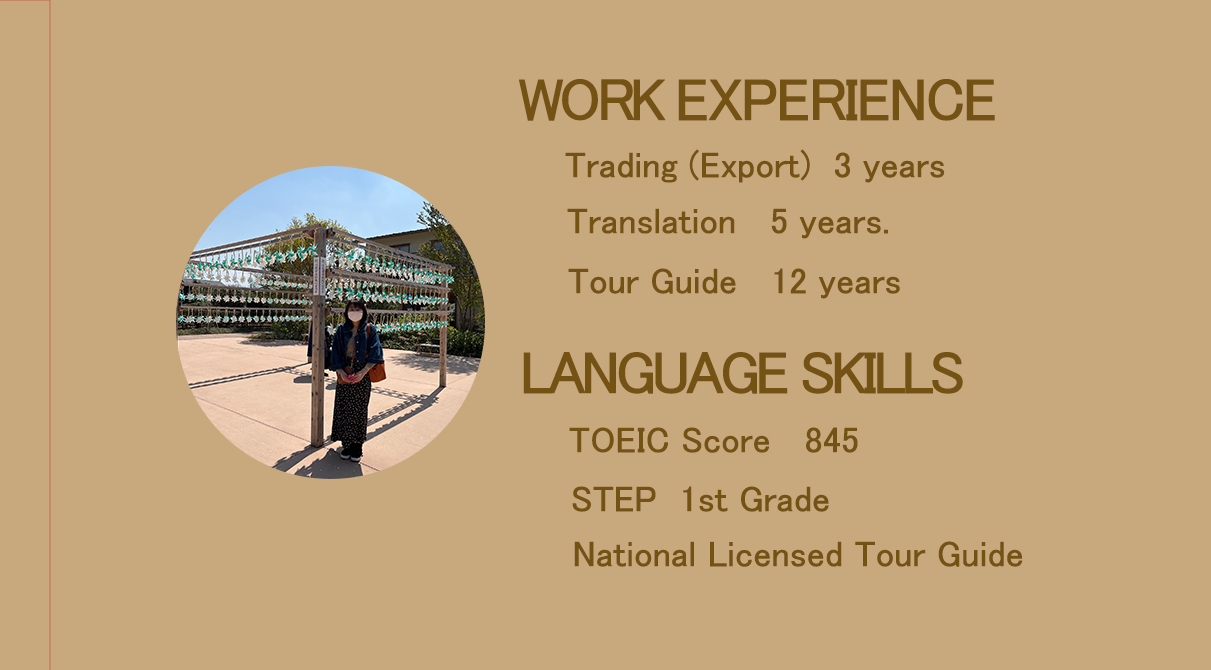 WORK EXPERIENCE
Trading (Export) 3 years
Translation 5 years.
Tour Guide 12 years
LANGUAGE SKILLS
TOEIC Score 845
STEP 1st Grade
National Licensed Tour Guide